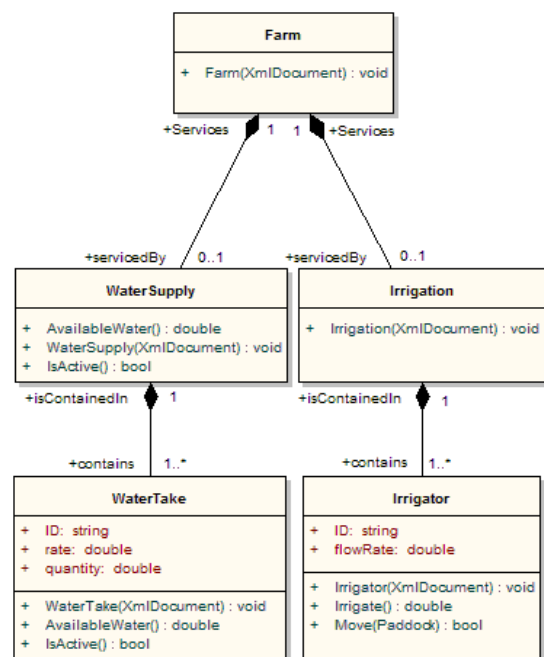 Farm
+ Farm(XmlDocument) : void
+Services 1 1 +Services
+servicedBy 0..1
+servicedBy 0..1
WaterSupply
+ AvailableWater() : double
+ WaterSupply(XmlDocument) : void
+ IsActive() : bool
Irrigation
+ Irrigation(XmlDocument) : void
+isContainedIn 1
+isContainedIn 1
+contains 1..*
+contains 1..*
WaterTake
+ ID: string
+ rate: double
+ quantity: double
+ WaterTake(XmlDocument) : void
+ AvailableWater() : double
+ IsActive() : bool
Irrigator
+ ID: string
+ flowRate: double
+ Irrigator(XmlDocument) : void
+ Irrigate() : double
+ Move(Paddock) : bool